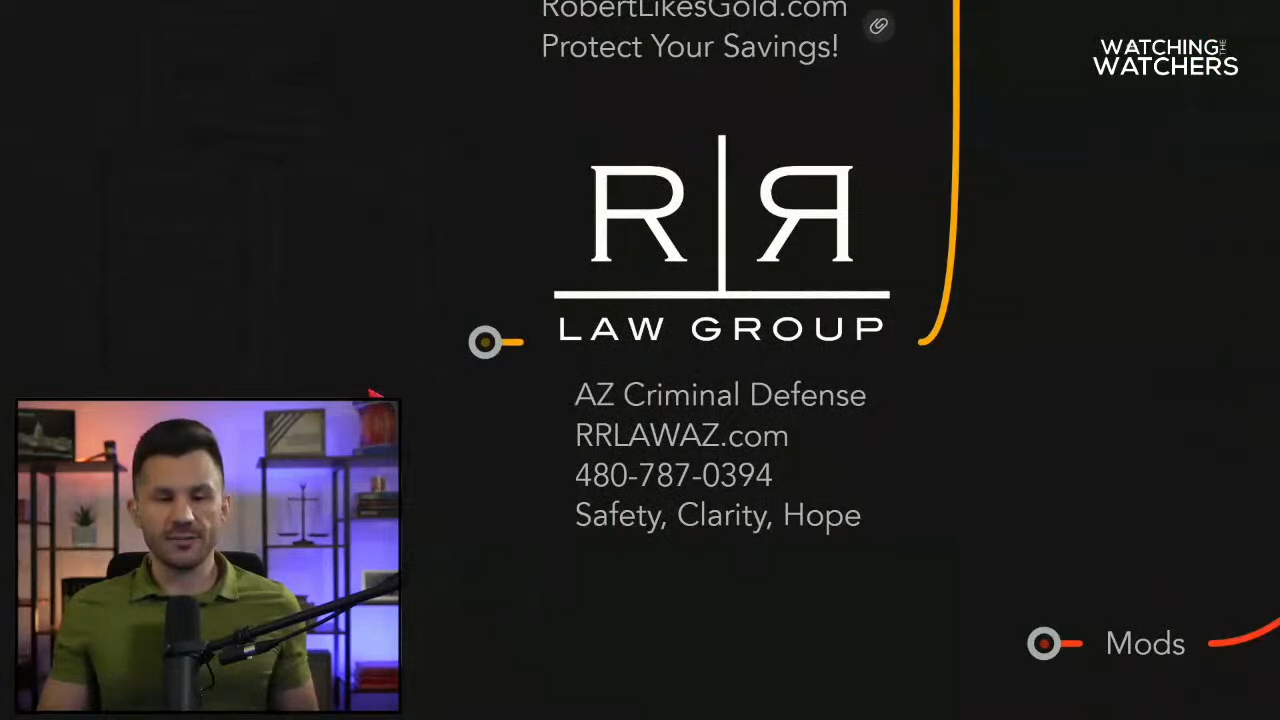 RobertLikesGold.com
Protect Your Savings!
WATCHING THE
WATCHERS
R R
LAW GROUP
AZ Criminal Defense
RRLAWAZ.com
480-787-0394
Safety, Clarity, Hope
Mods